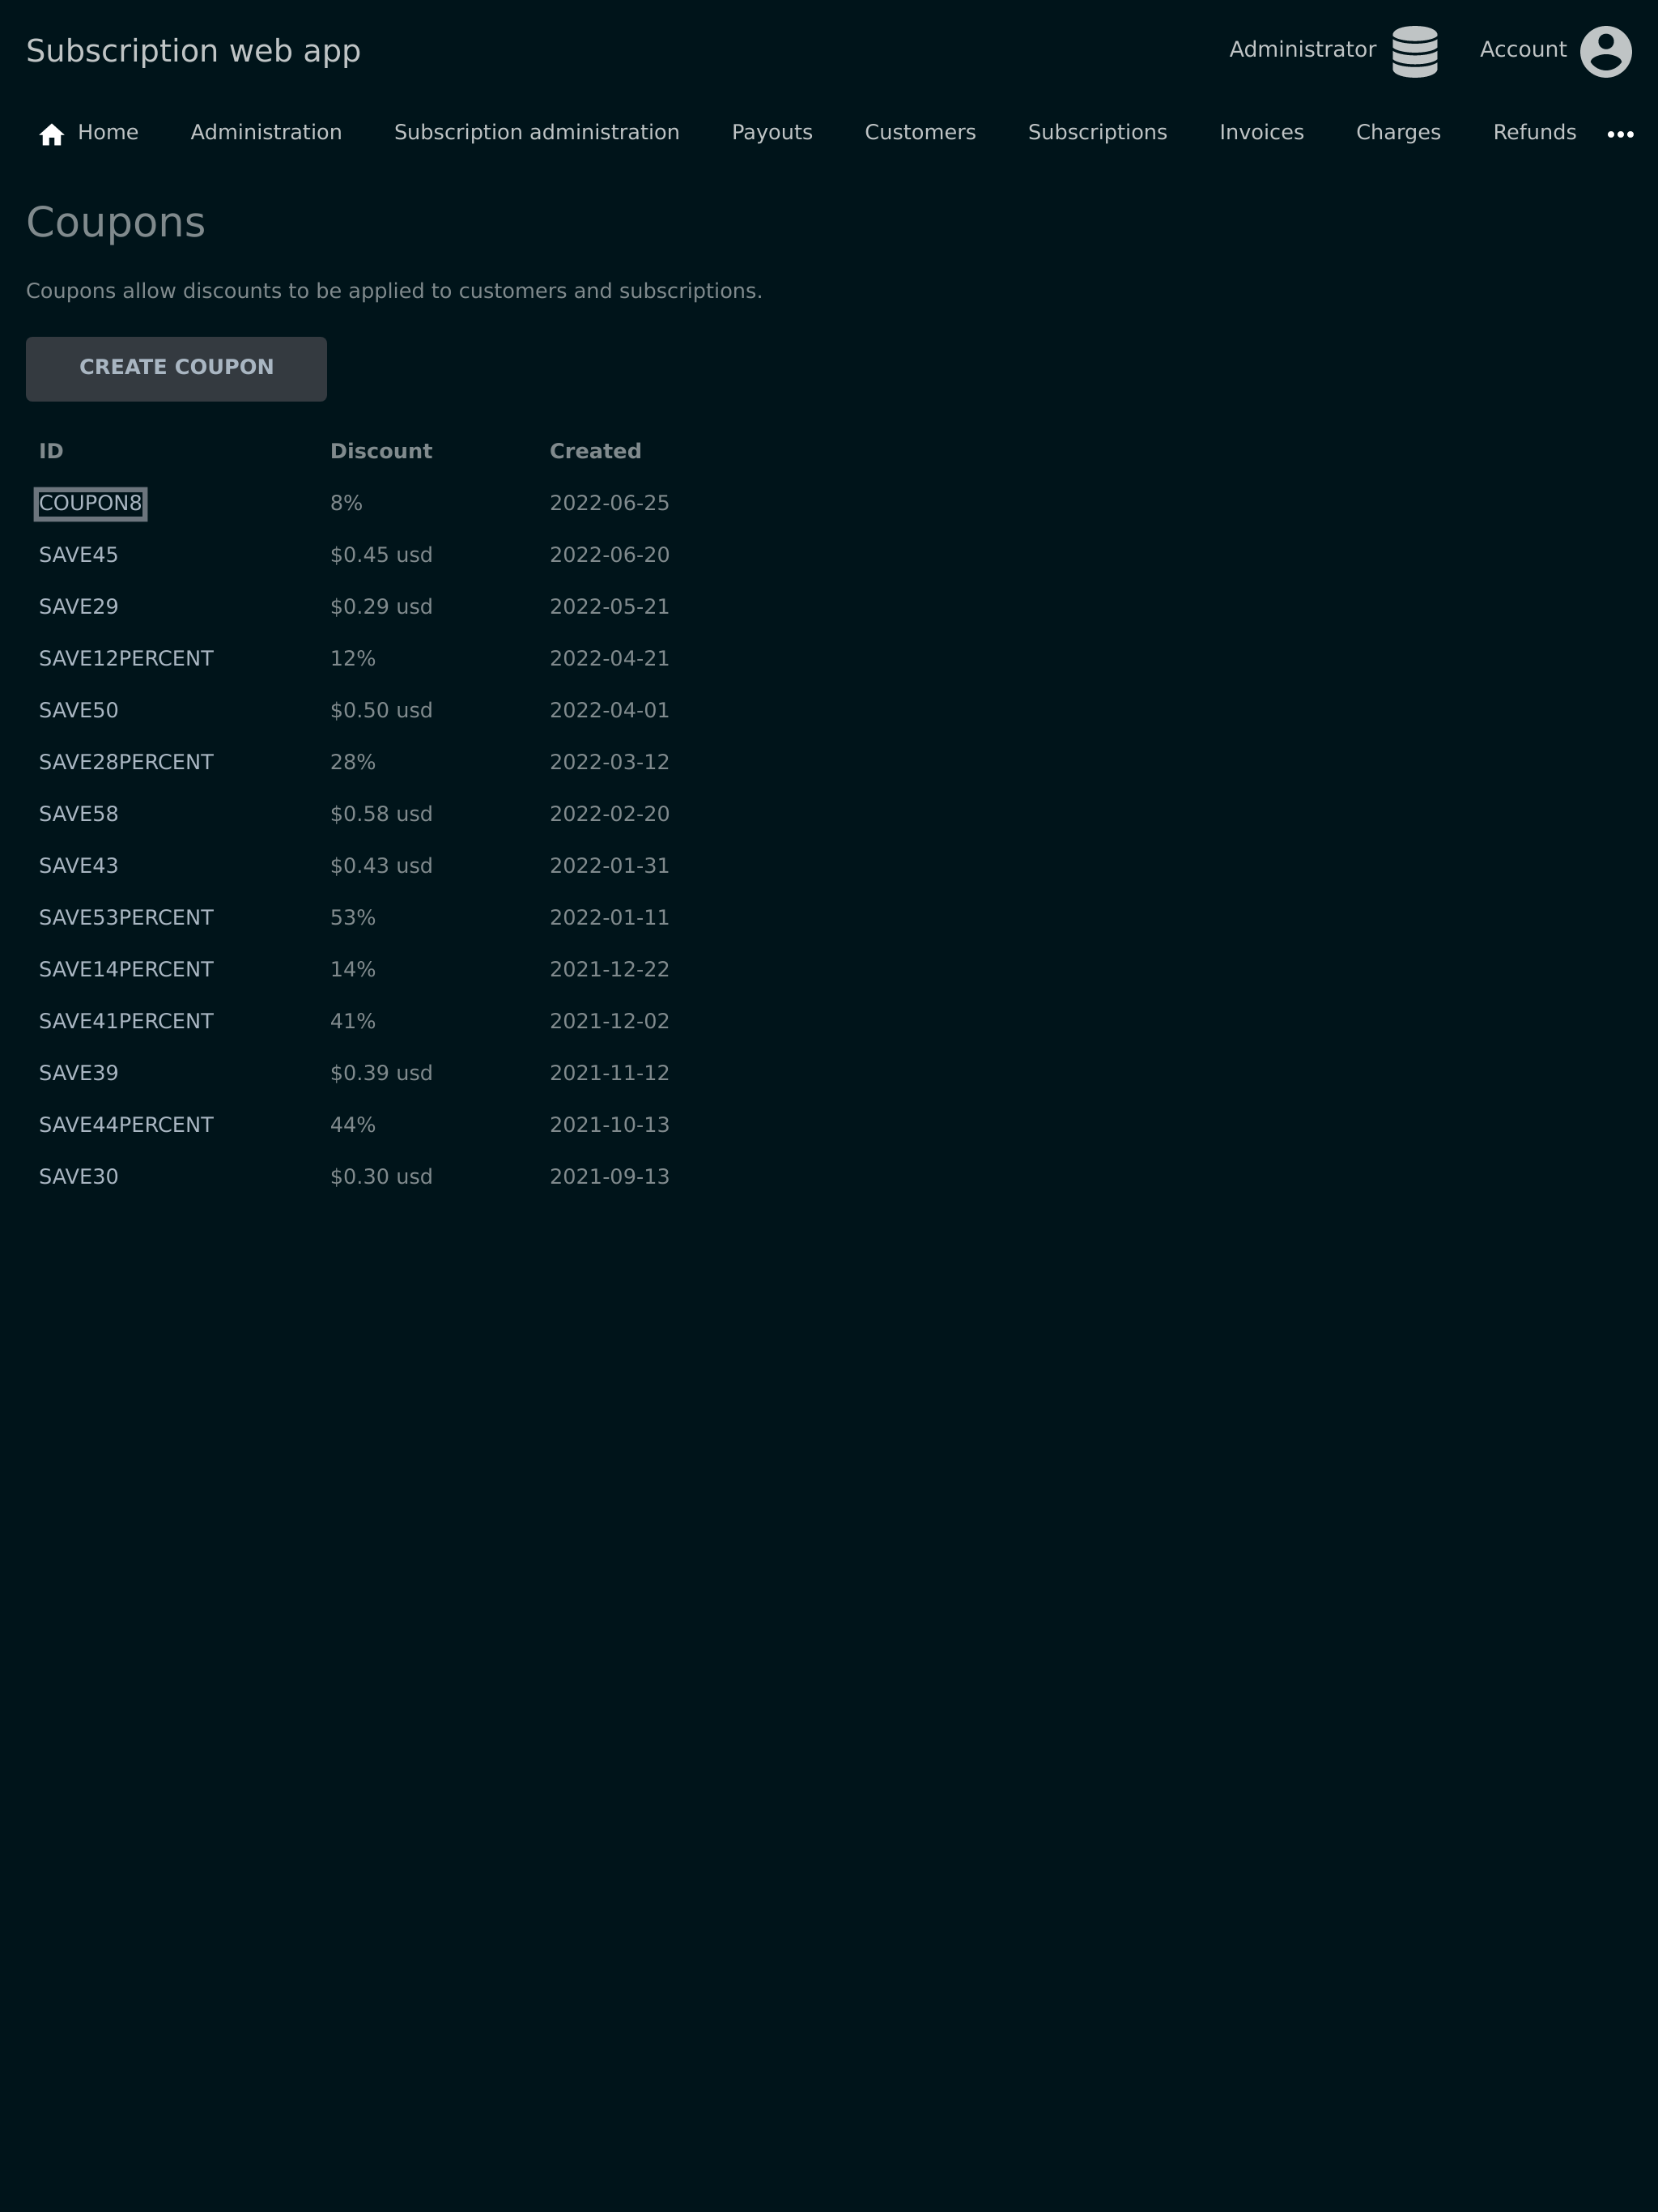 Subscription web app Administrator Account
Home Administration Subscription administration Payouts Customers Subscriptions Invoices Charges Refunds
Coupons
Coupons allow discounts to be applied to customers and subscriptions.
CREATE COUPON
ID Discount Created
COUPON8 8% 2022-06-25
SAVE45 $0.45 usd 2022-06-20
SAVE29 $0.29 usd 2022-05-21
SAVE12PERCENT 12% 2022-04-21
SAVE50 $0.50 usd 2022-04-01
SAVE28PERCENT 28% 2022-03-12
SAVE58 $0.58 usd 2022-02-20
SAVE43 $0.43 usd 2022-01-31
SAVE53PERCENT 53% 2022-01-11
SAVE14PERCENT 14% 2021-12-22
SAVE41PERCENT 41% 2021-12-02
SAVE39 $0.39 usd 2021-11-12
SAVE44PERCENT 44% 2021-10-13
SAVE30 $0.30 usd 2021-09-13